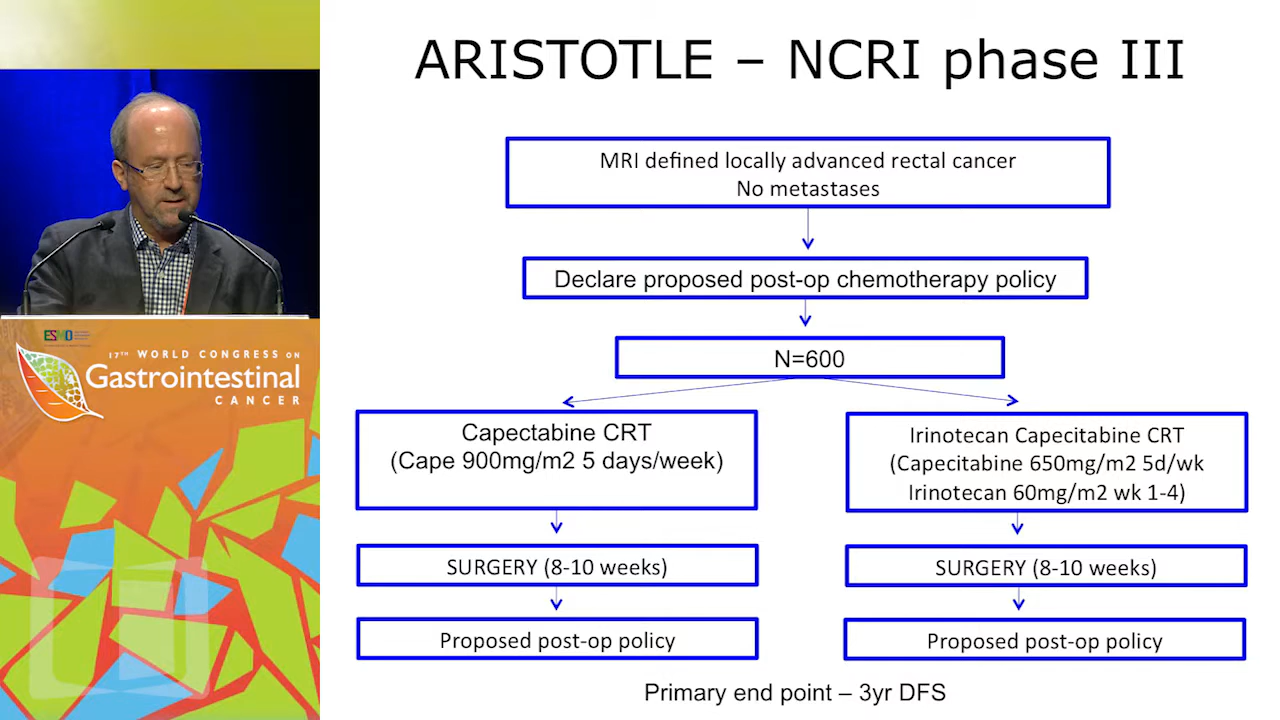 ARISTOTLE – NCRI phase III
MRI defined locally advanced rectal cancer
No metastases
Declare proposed post-op chemotherapy policy
N=600
Capectabine CRT
(Cape 900mg/m2 5 days/week)
Irinotecan Capecitabine CRT
(Capecitabine 650mg/m2 5d/wk
Irinotecan 60mg/m2 wk 1-4)
SURGERY (8-10 weeks)
SURGERY (8-10 weeks)
Proposed post-op policy
Proposed post-op policy
Primary end point – 3yr DFS
ESMO
17TH WORLD CONGRESS ON
Gastrointestinal
CANCER